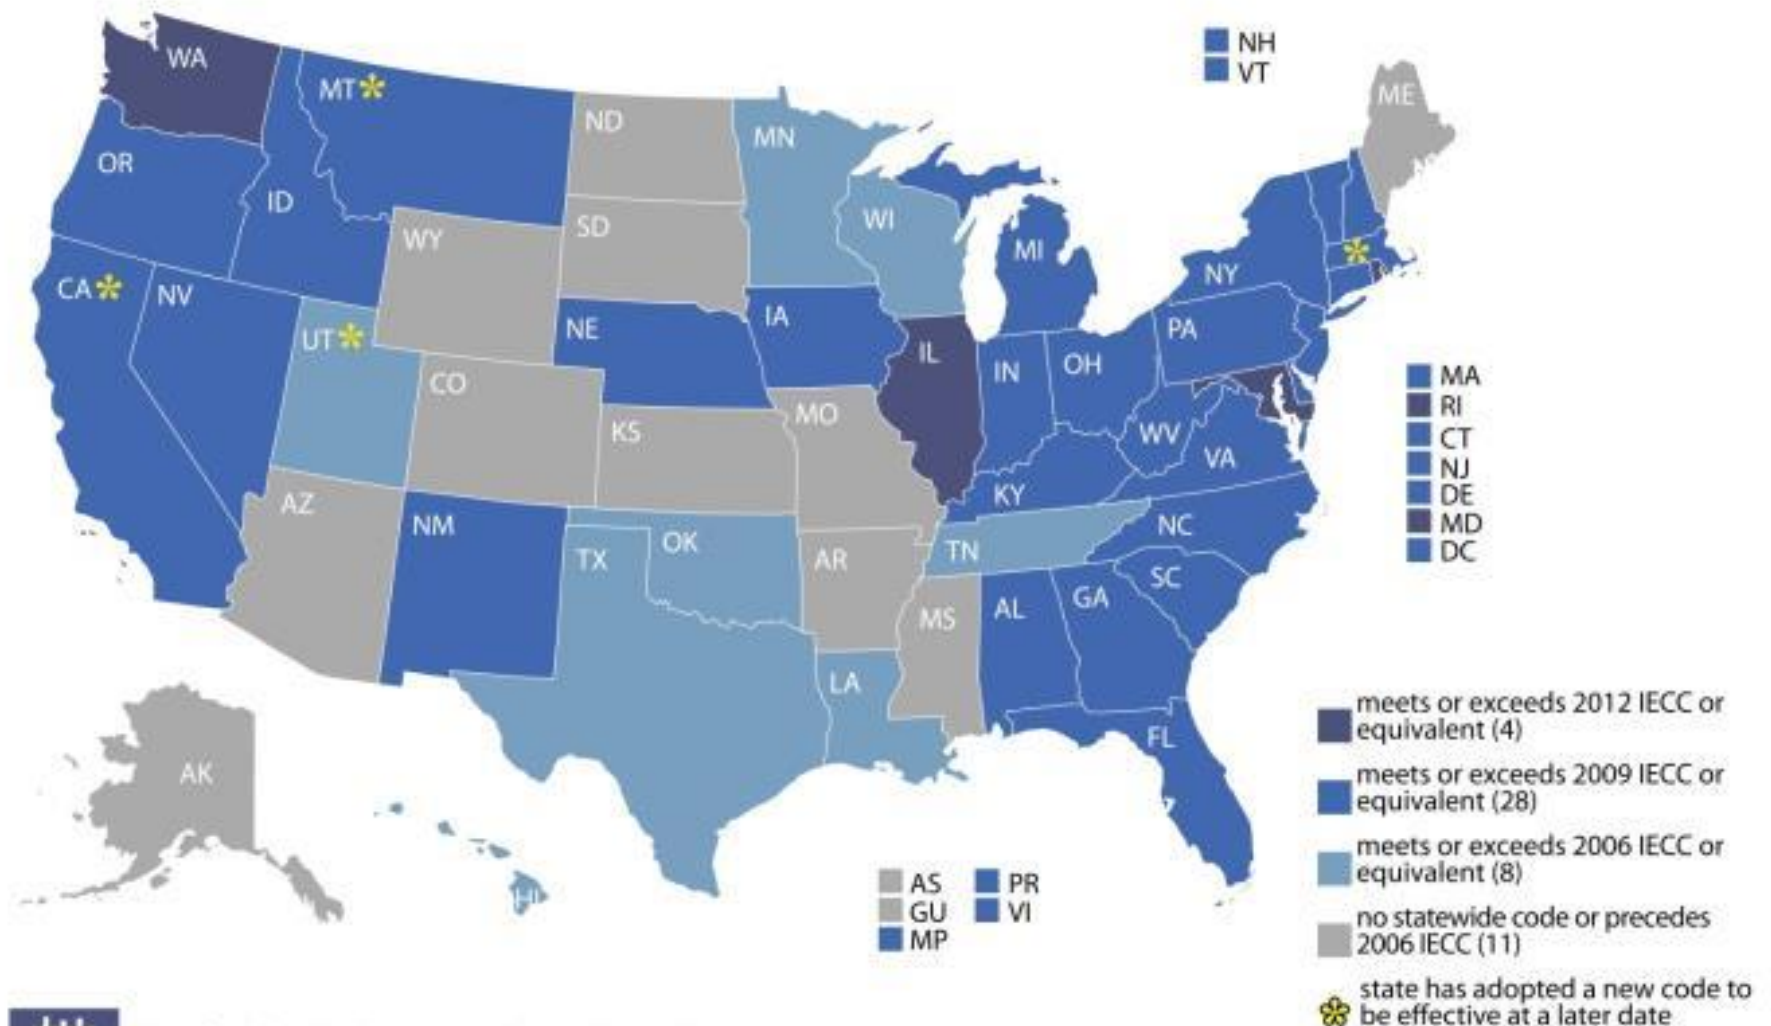 WA
MT
ND
MN
OR
ID
WY
SD
WI
MI
NH
VT
ME
CA
NV
UT
NE
IA
NY
PA
CO
KS
MO
IL
IN
OH
WV
VA
KY
AZ
NM
OK
TX
AR
TN
NC
SC
MS
AL
GA
LA
FL
AK
HI
MA
RI
CT
NJ
DE
MD
DC
AS
GU
MP
PR
VI
meets or exceeds 2012 IECC or
equivalent (4)
meets or exceeds 2009 IECC or
equivalent (28)
meets or exceeds 2006 IECC or
equivalent (8)
no statewide code or precedes
2006 IECC (11)
state has adopted a new code to
be effective at a later date